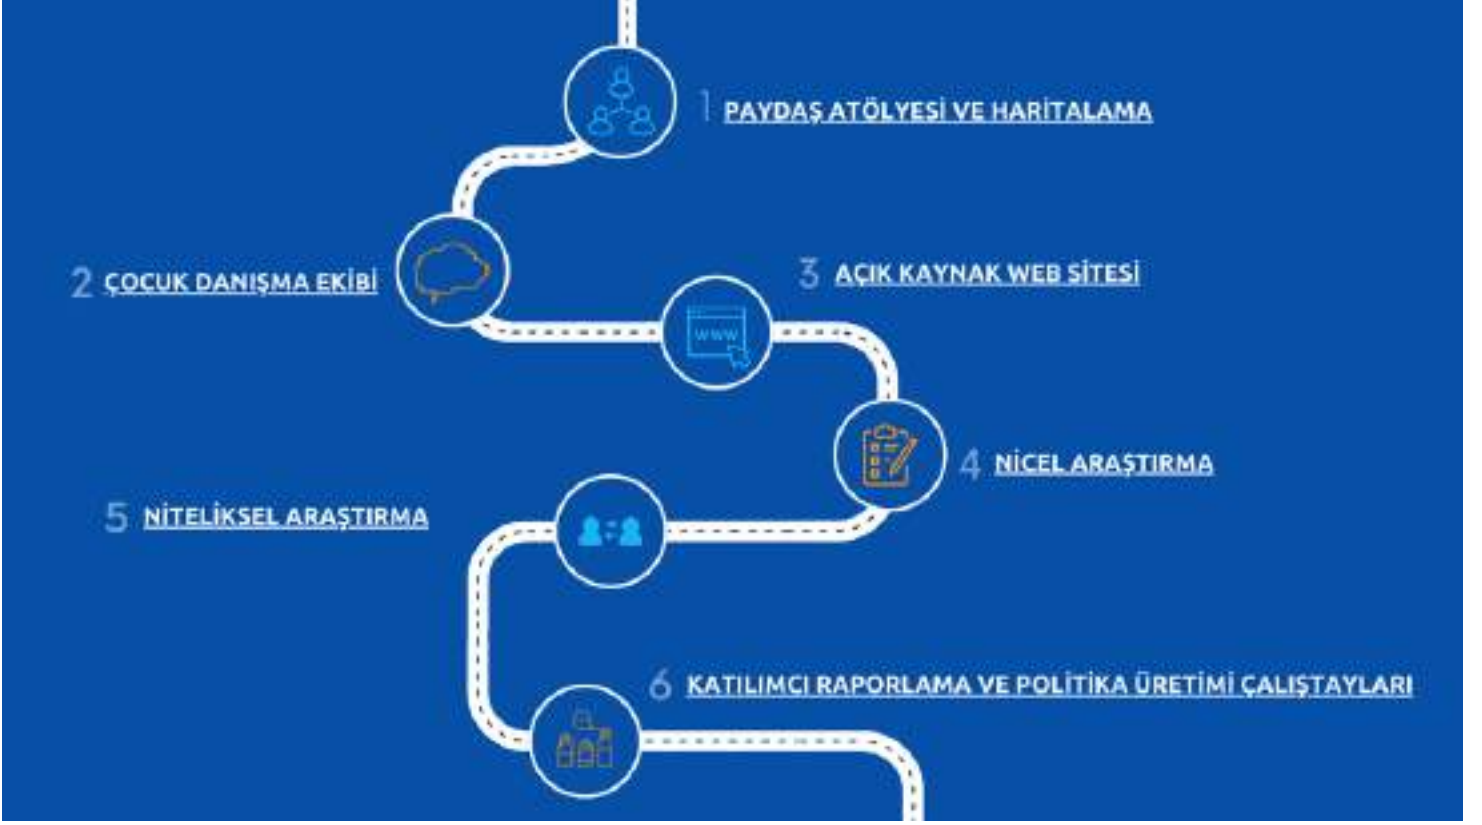 1 PAYDAŞ ATÖLYESİ VE HARİTALAMA
2 ÇOCUK DANIŞMA EKİBİ
3 AÇIK KAYNAK WEB SİTESİ
WWW
4 NİCEL ARAŞTIRMA
5 NİTELİKSEL ARAŞTIRMA
6 KATILIMCI RAPORLAMA VE POLİTİKA ÜRETİMİ ÇALIŞTAYLARI